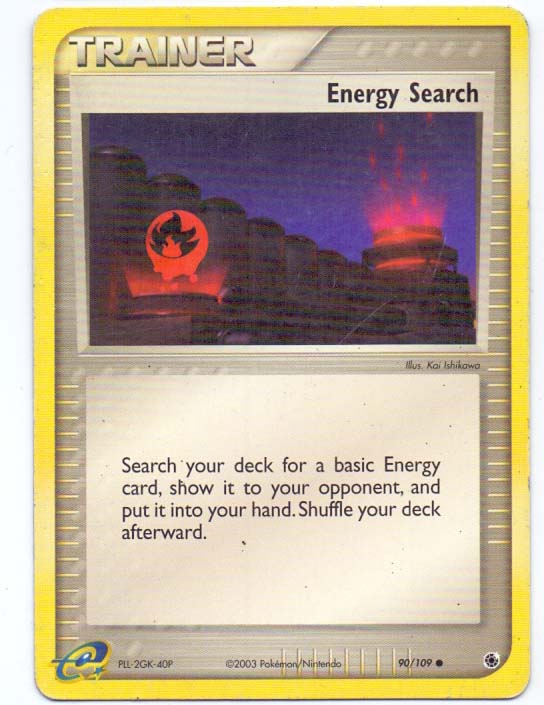 TRAINER
Energy Search
Illus. Kai Ishikawa
Search your deck for a basic Energy
card, show it to your opponent, and
put it into your hand. Shuffle your deck
afterward.
e PLL-2GK-40P ©2003 Pokémon/Nintendo 90/109